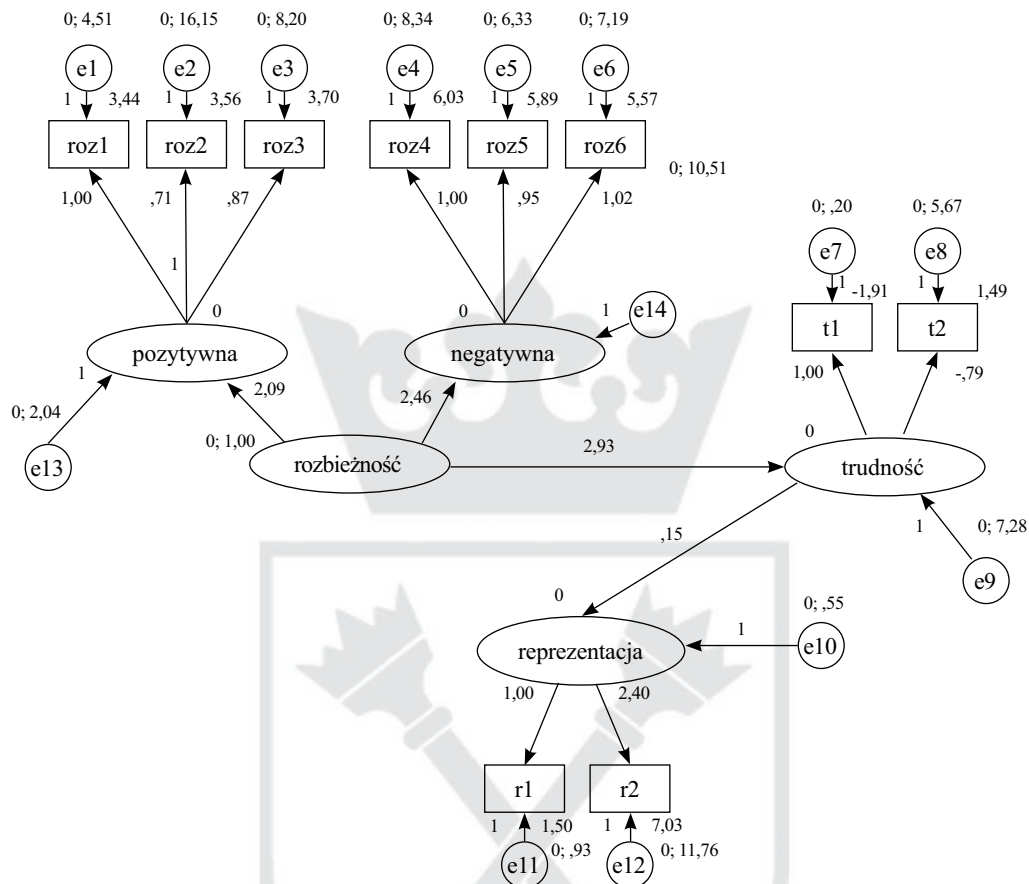 0; 4,51 0; 16,15 0; 8,20 0; 8,34 0; 6,33 0; 7,19
e1 e2 e3 e4 e5 e6
1 3,44 1 3,56 1 3,70 1 6,03 1 5,89 1 5,57
roz1 roz2 roz3 roz4 roz5 roz6
0; 10,51
1,00 ,71 ,87 1,00 ,95 1,02
0; ,20 0; 5,67
e7 e8
1
1 -1,91 1 1,49
0 0 1 e14
t1 t2
pozytywna negatywna
1 2,09 2,46 1,00 -,79
0; 2,04 0; 1,00 2,93 0
e13 rozbieżność trudność
,15 1 0; 7,28
e9
0 0; ,55
1 e10
reprezentacja
1,00 2,40
r1 r2
1 1,50 1 7,03
e11 0; ,93 e12 0; 11,76